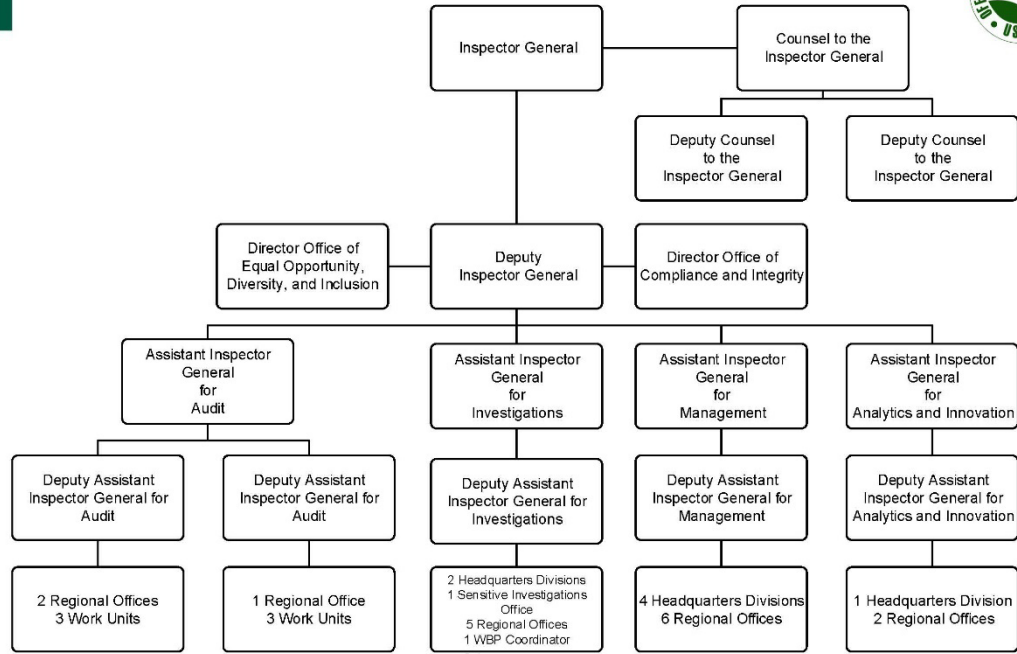 Inspector General
Counsel to the
Inspector General
Deputy Counsel
to the
Inspector General
Deputy Counsel
to the
Inspector General
Director Office of
Equal Opportunity,
Diversity, and Inclusion
Deputy
Inspector General
Director Office of
Compliance and Integrity
Assistant Inspector
General
for
Audit
Assistant Inspector
General
for
Investigations
Assistant Inspector
General
for
Management
Assistant Inspector
General
for
Analytics and Innovation
Deputy Assistant
Inspector General for
Audit
Deputy Assistant
Inspector General for
Audit
Deputy Assistant
Inspector General for
Investigations
Deputy Assistant
Inspector General for
Management
Deputy Assistant
Inspector General for
Analytics and Innovation
2 Regional Offices
3 Work Units
1 Regional Office
3 Work Units
2 Headquarters Divisions
1 Sensitive Investigations
Office
5 Regional Offices
1 WBP Coordinator
4 Headquarters Divisions
6 Regional Offices
1 Headquarters Division
2 Regional Offices